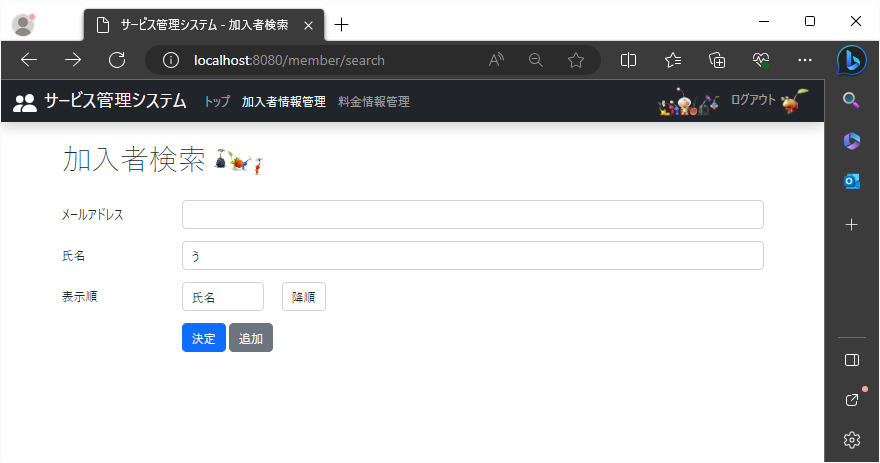 サービス管理システム - 加入者検索
localhost:8080/member/search
サービス管理システム トップ 加入者情報管理 料金情報管理 ログアウト
加入者検索
メールアドレス
氏名 う
表示順 氏名 降順
決定 追加